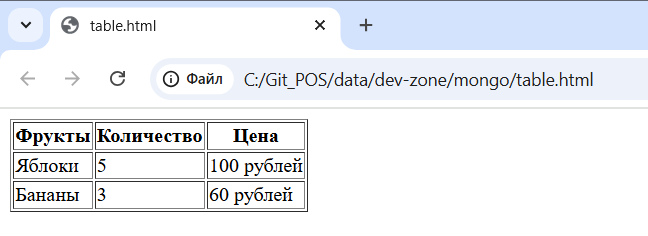 table.html
Файл C:/Git_POS/data/dev-zone/mongo/table.html
Фрукты Количество Цена
Яблоки 5 100 рублей
Бананы 3 60 рублей